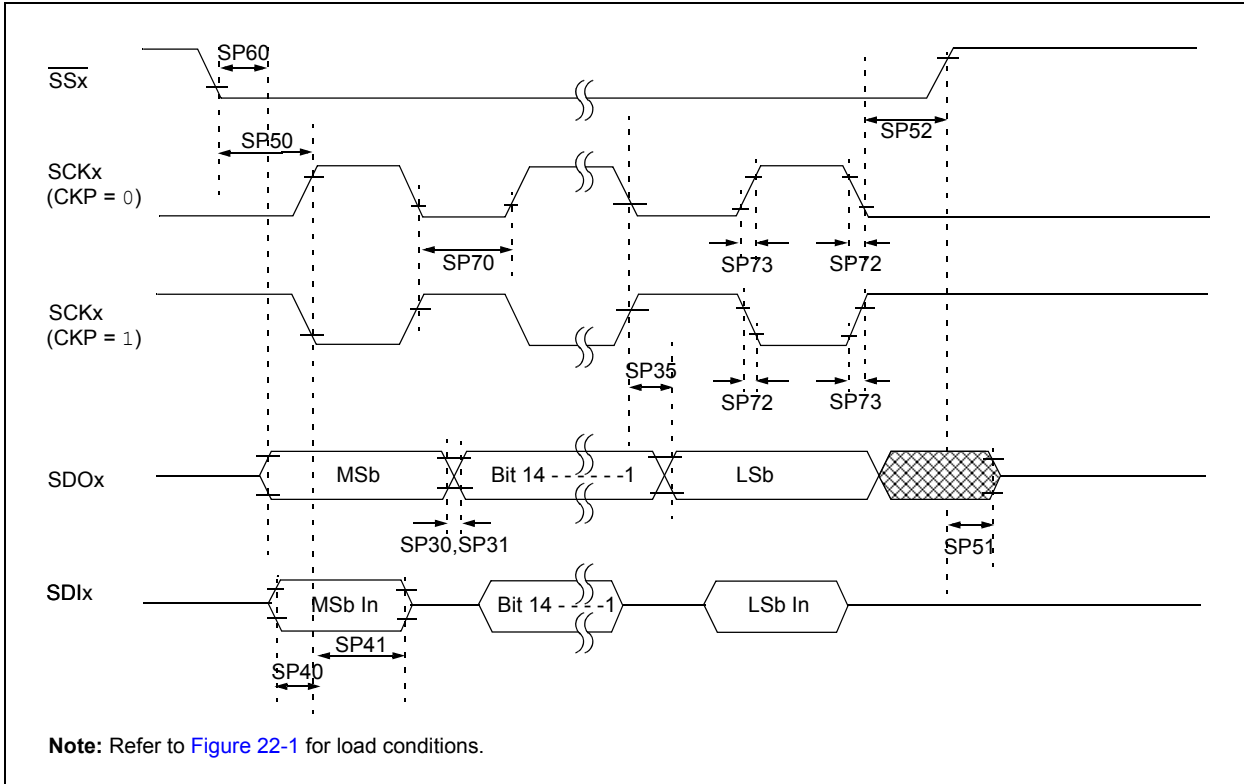 SP60
SSx
SP50
SP52
SCKx
(CKP = 0)
SP70
SP73
SP72
SCKx
(CKP = 1)
SP35
SP72
SP73
SDOx
MSb
Bit 14 - - - - - -1
LSb
SP30,SP31
SP51
SDIx
MSb In
Bit 14 - - - - -1
LSb In
SP41
SP40
Note: Refer to Figure 22-1 for load conditions.